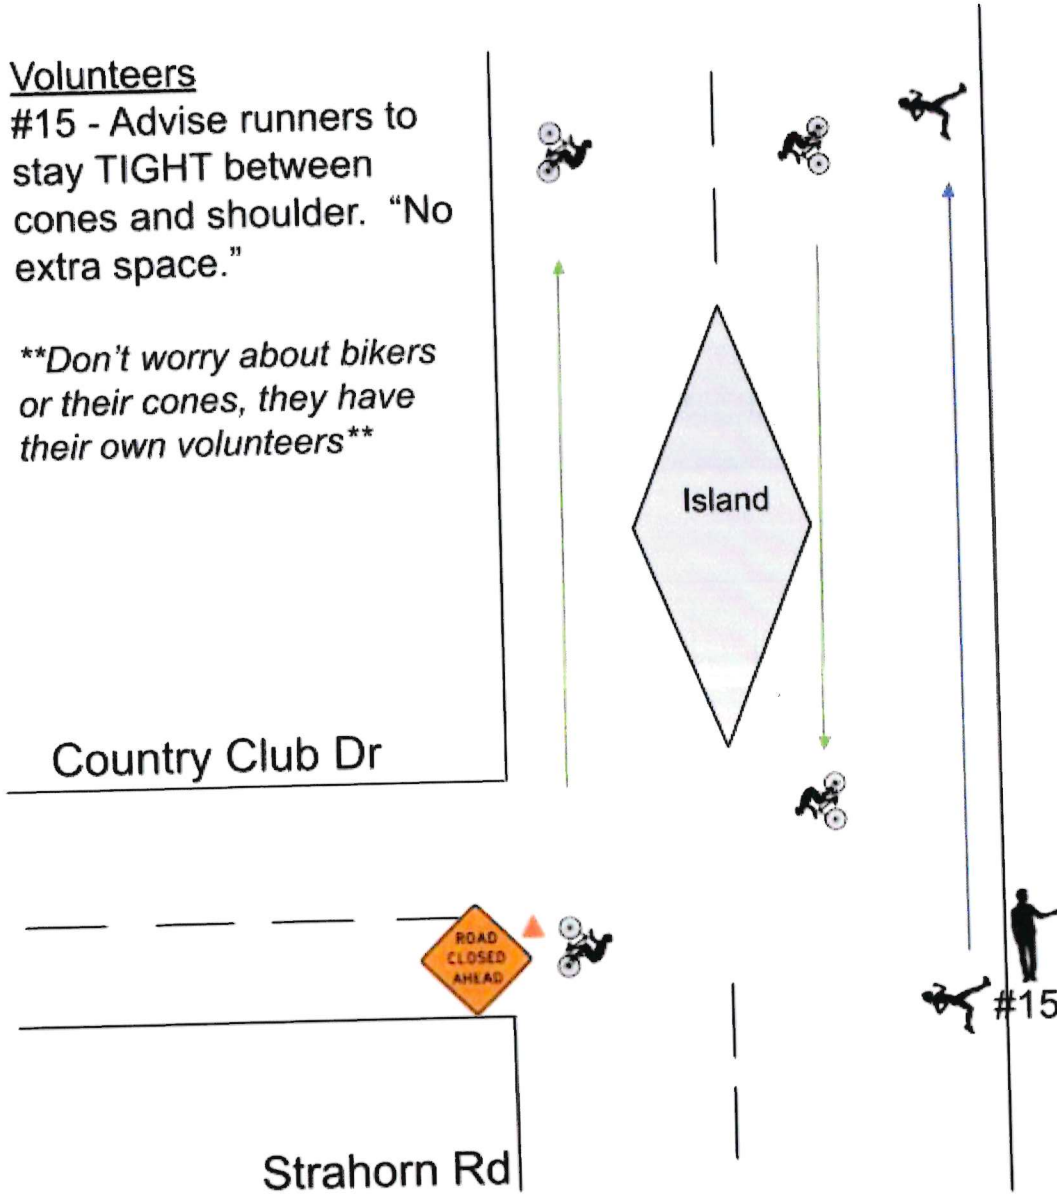 Volunteers
#15 - Advise runners to
stay TIGHT between
cones and shoulder. “No
extra space.”
**Don’t worry about bikers
or their cones, they have
their own volunteers**
Island
Country Club Dr
ROAD
CLOSED
AHEAD
#15
Strahorn Rd